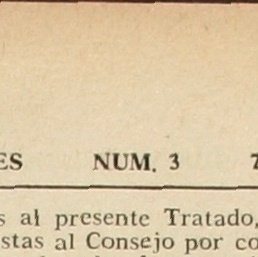 ES NUM. 3 7
s al presente Tratado,
stas al Consejo por co